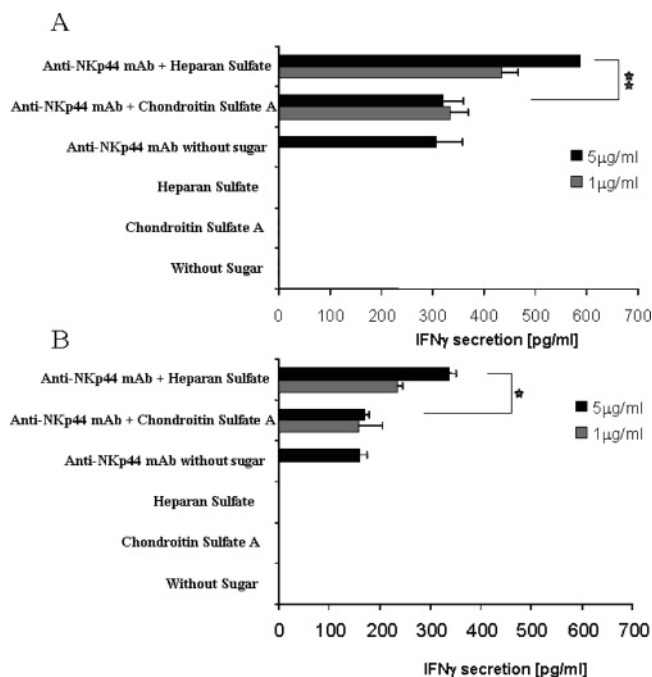 A
Anti-NKp44 mAb + Heparan Sulfate
Anti-NKp44 mAb + Chondroitin Sulfate A
Anti-NKp44 mAb without sugar
Heparan Sulfate
Chondroitin Sulfate A
Without Sugar
5µg/ml
1µg/ml
0 100 200 300 400 500 600 700
IFNγ secretion [pg/ml]
B
Anti-NKp44 mAb + Heparan Sulfate
Anti-NKp44 mAb + Chondroitin Sulfate A
Anti-NKp44 mAb without sugar
Heparan Sulfate
Chondroitin Sulfate A
Without Sugar
5µg/ml
1µg/ml
0 100 200 300 400 500 600 700
IFNγ secretion [pg/ml]